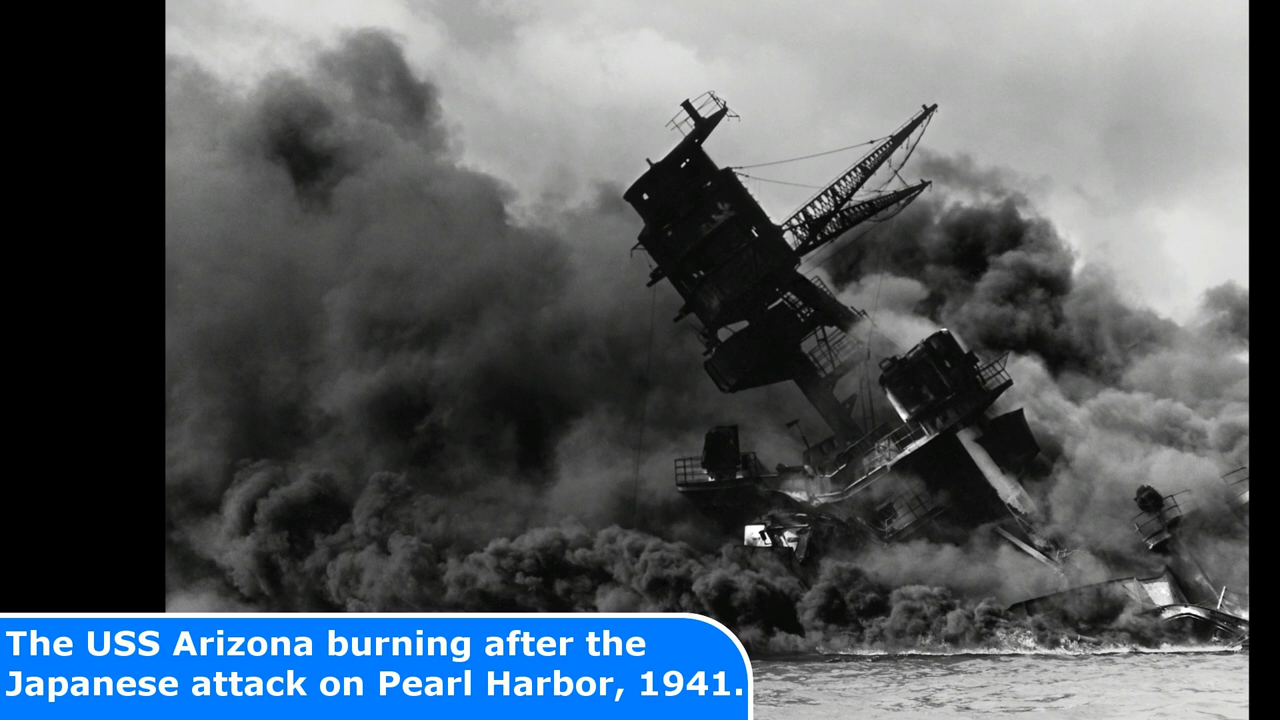 The USS Arizona burning after the
Japanese attack on Pearl Harbor, 1941.